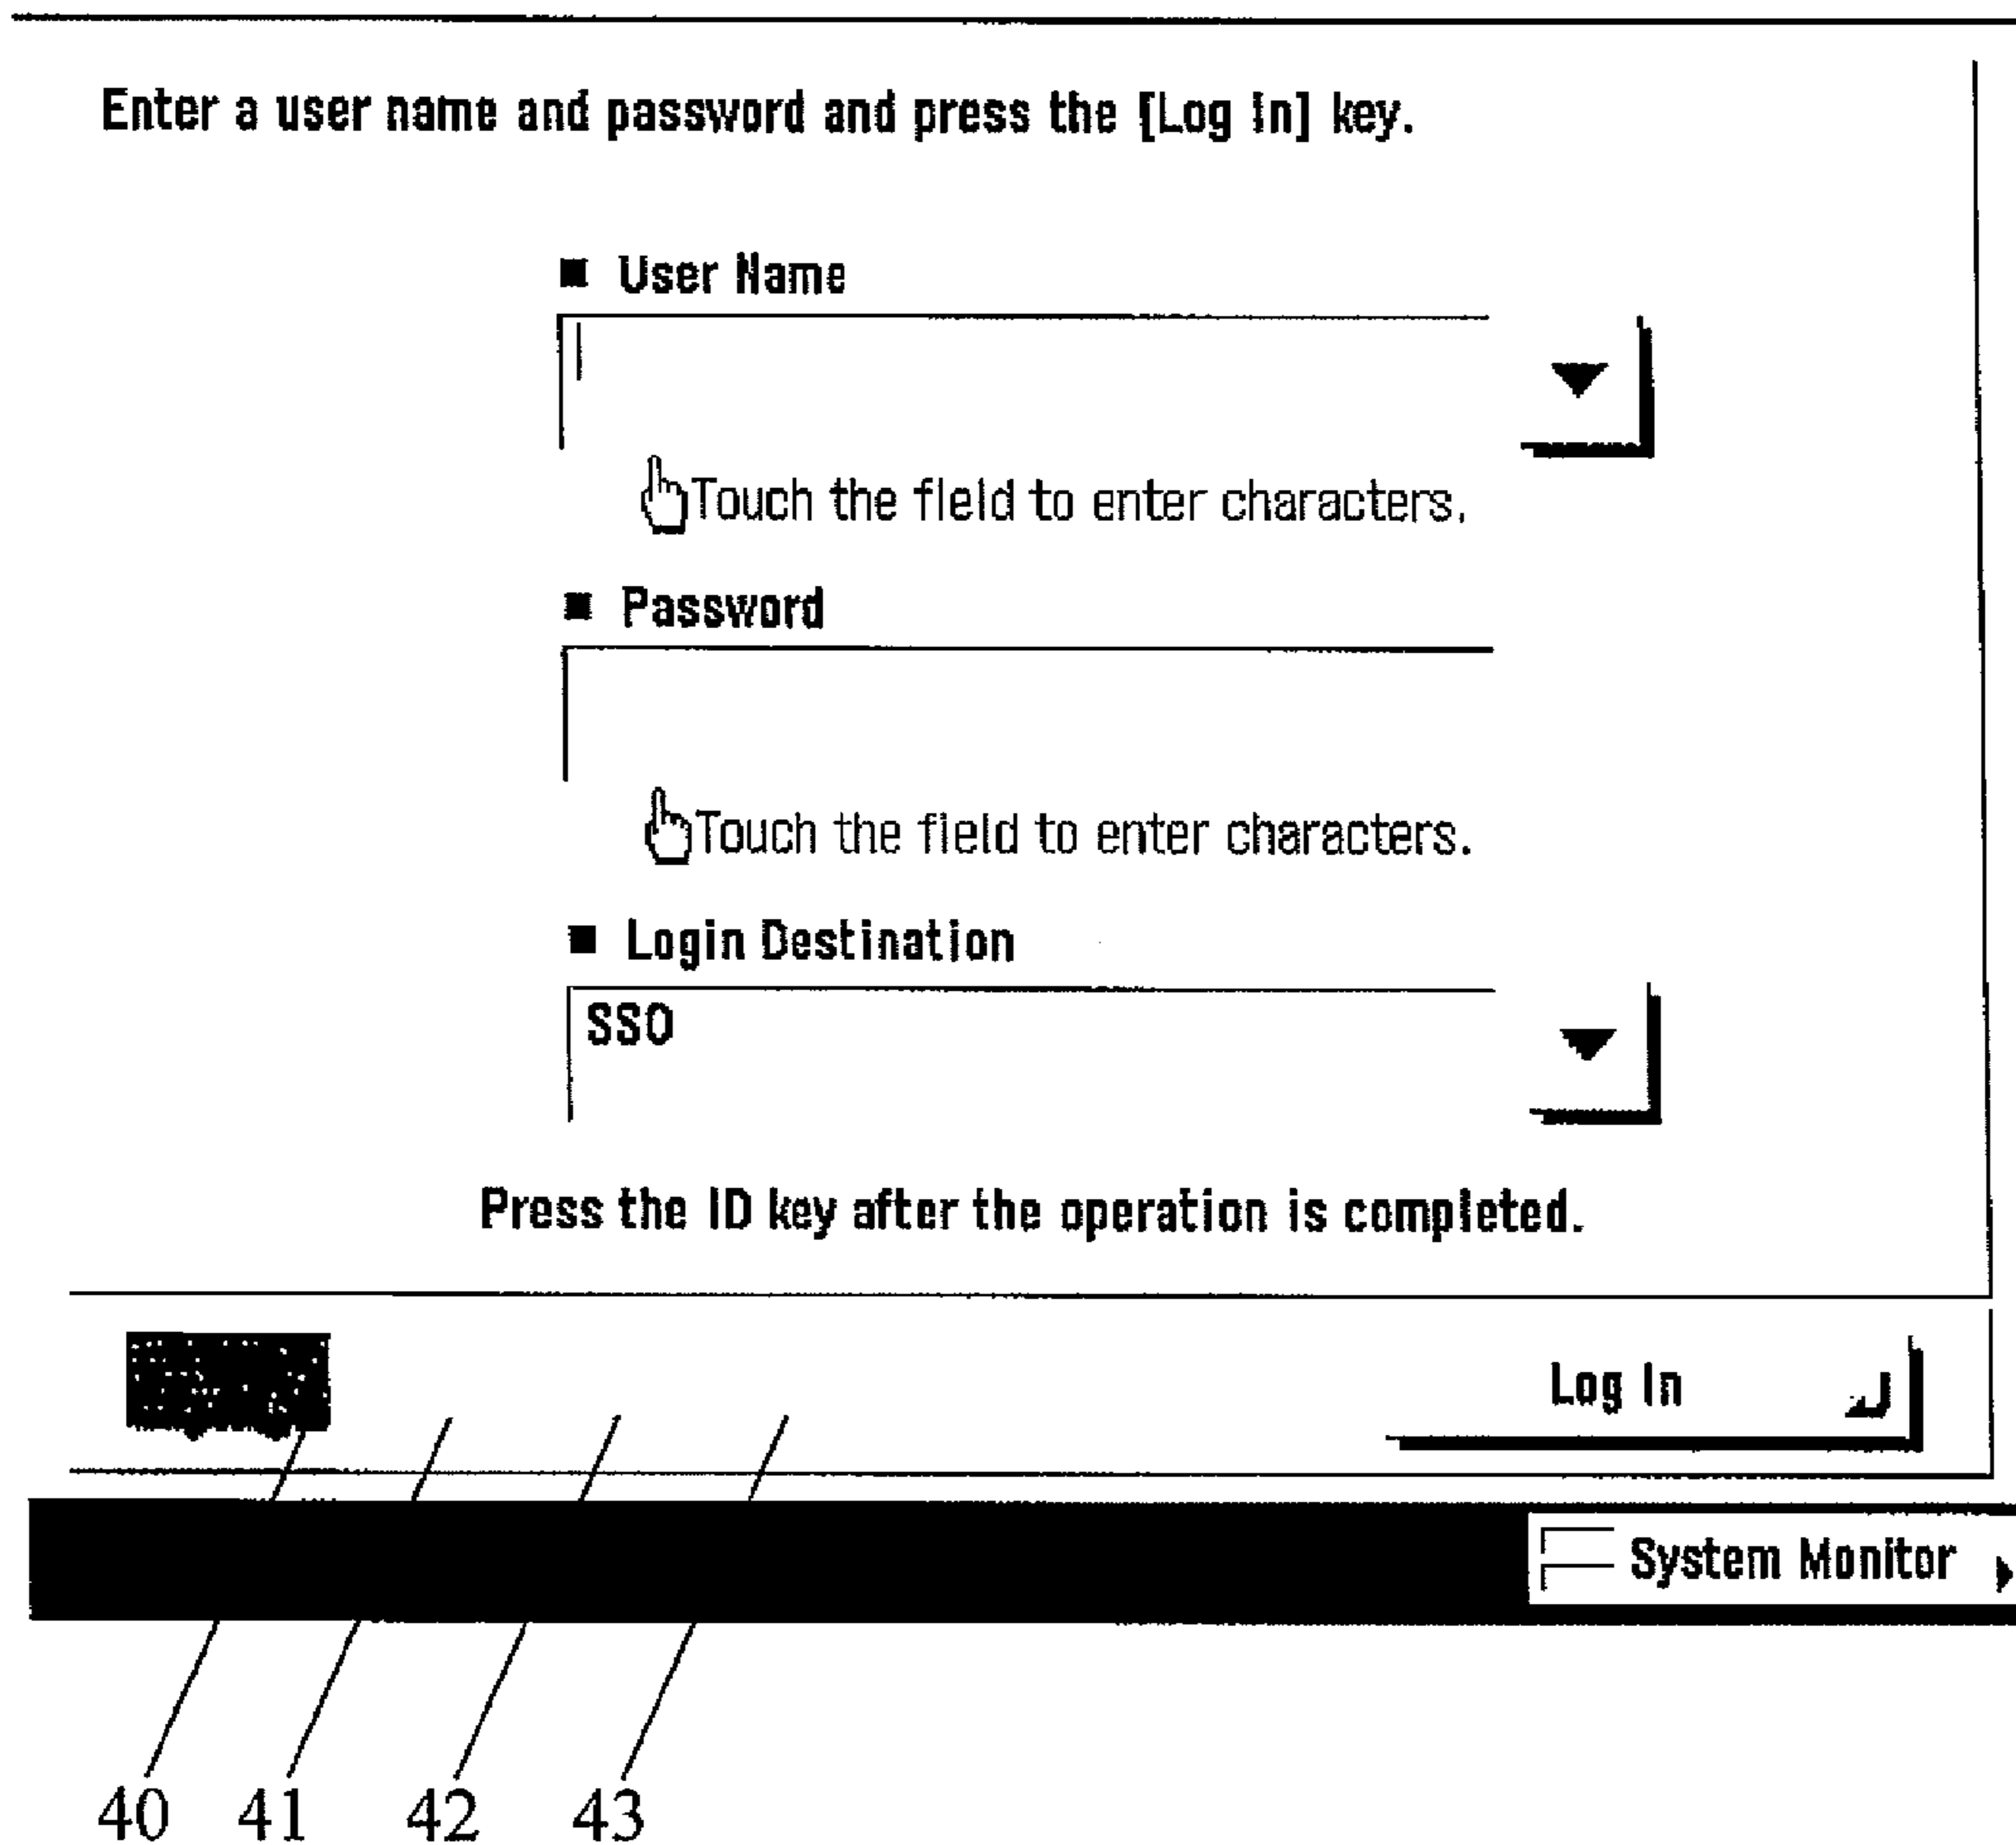 Enter a user name and password and press the [Log In] key.
■ User Name
Touch the field to enter characters.
■ Password
Touch the field to enter characters.
■ Login Destination
SSO
Press the ID key after the operation is completed.
Log In
System Monitor
40 41 42 43